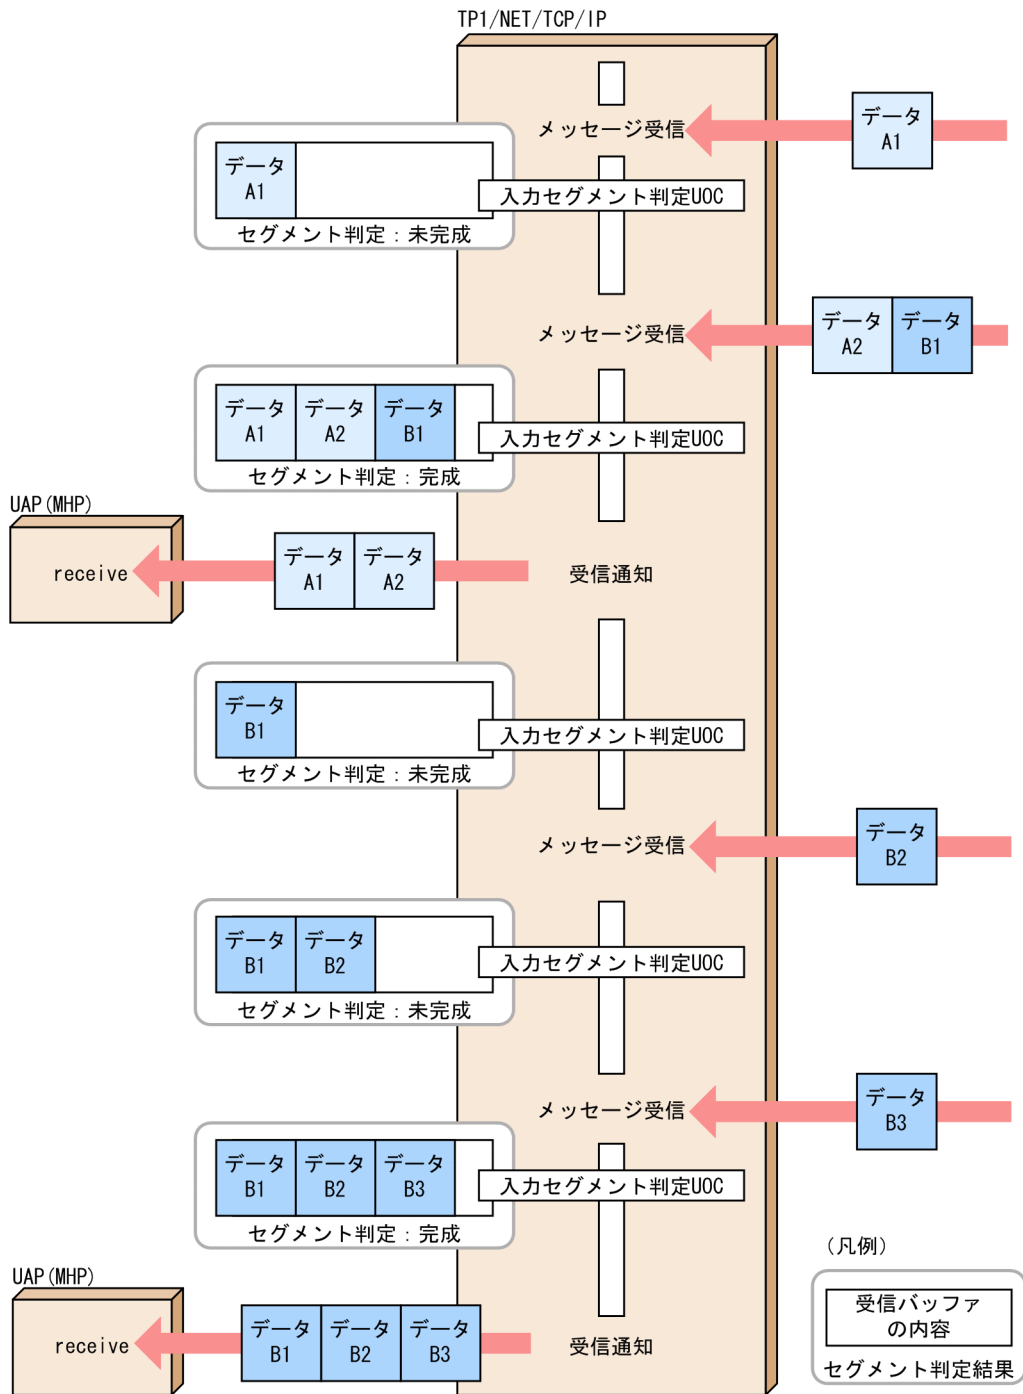 TP1/NET/TCP/IP
メッセージ受信
データ
A1
データ
A1
入力セグメント判定UOC
セグメント判定：未完成
メッセージ受信
データ
A2
データ
B1
データ
A1
データ
A2
データ
B1
入力セグメント判定UOC
セグメント判定：完成
UAP(MHP)
receive
データ
A1
データ
A2
受信通知
データ
B1
入力セグメント判定UOC
セグメント判定：未完成
メッセージ受信
データ
B2
データ
B1
データ
B2
入力セグメント判定UOC
セグメント判定：未完成
メッセージ受信
データ
B3
データ
B1
データ
B2
データ
B3
入力セグメント判定UOC
セグメント判定：完成
UAP(MHP)
receive
データ
B1
データ
B2
データ
B3
受信通知
（凡例）
受信バッファ
の内容
セグメント判定結果